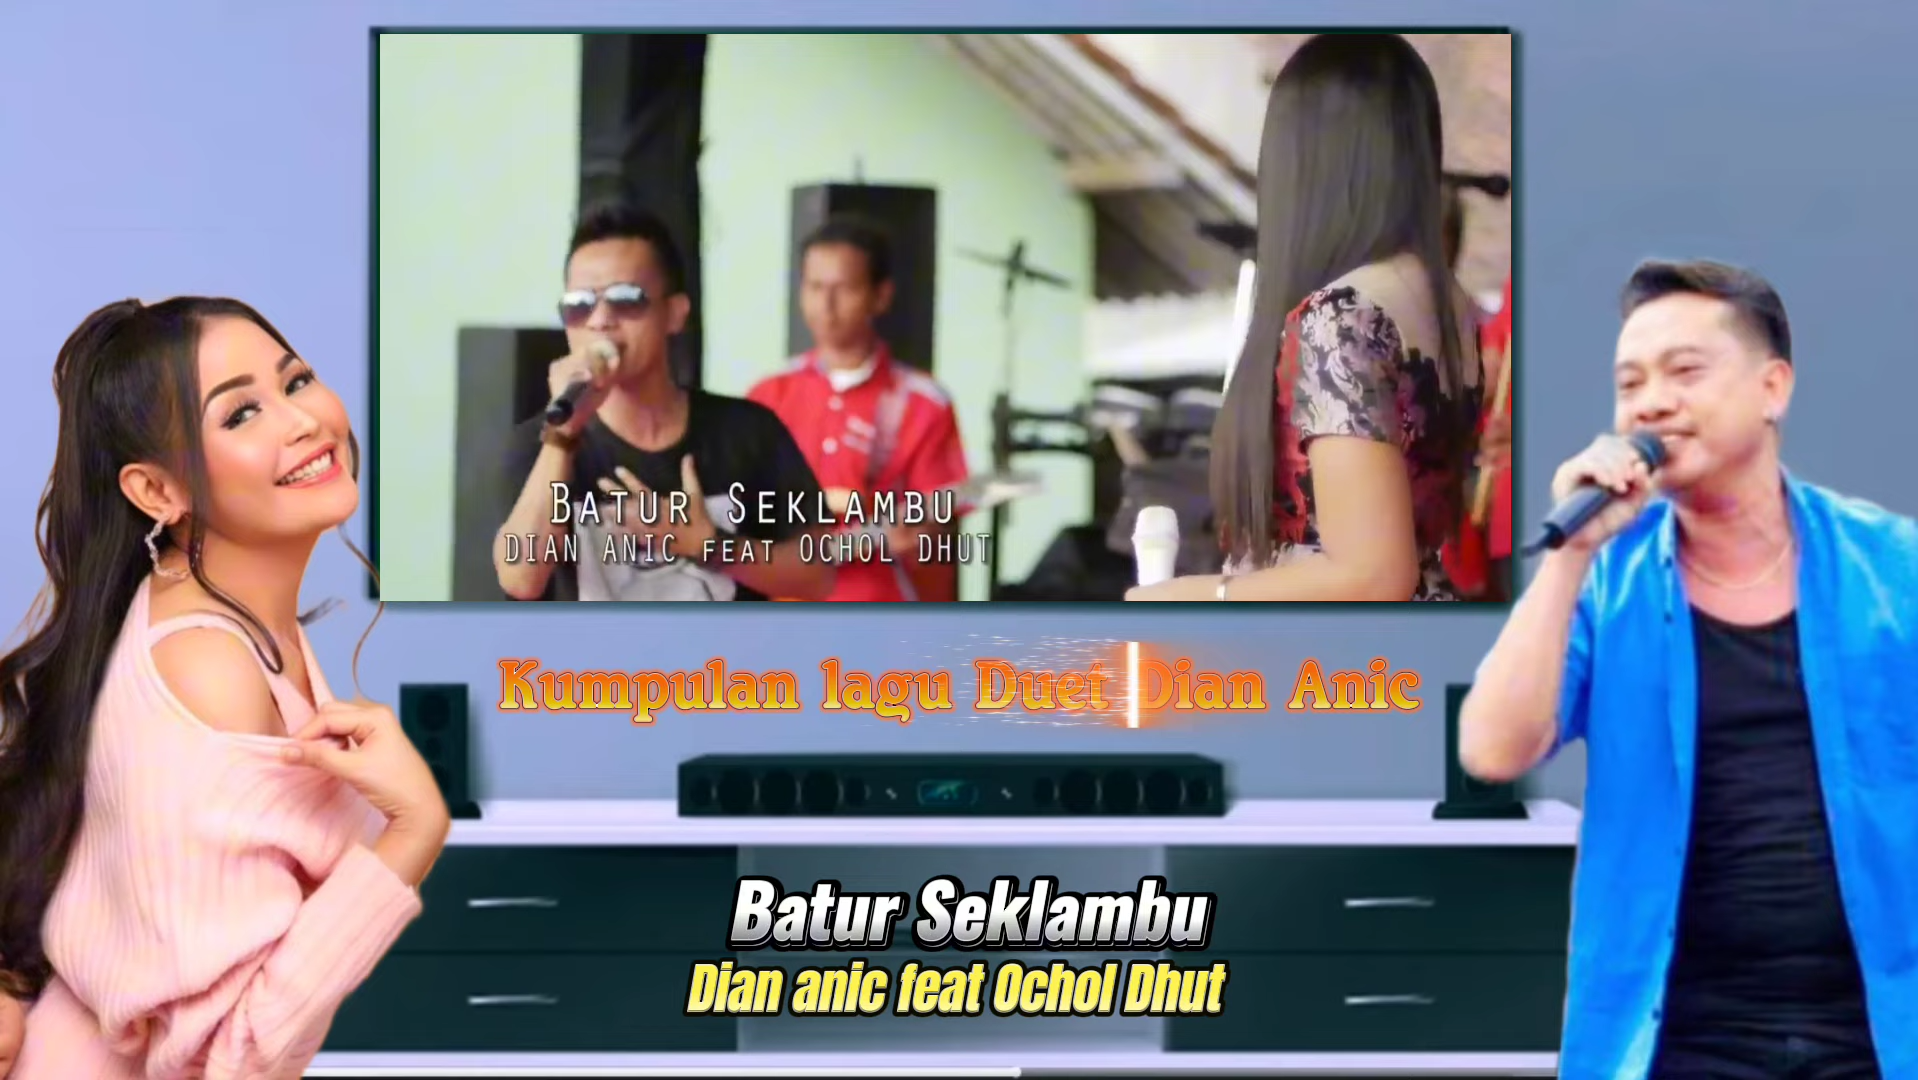 BATUR SEKLAMBU
DIAN ANIC FEAT OCHOL DHUT
Kumpulan lagu Duet Dian Anic
Batur Seklambu
Dian anic feat Ochol Dhut